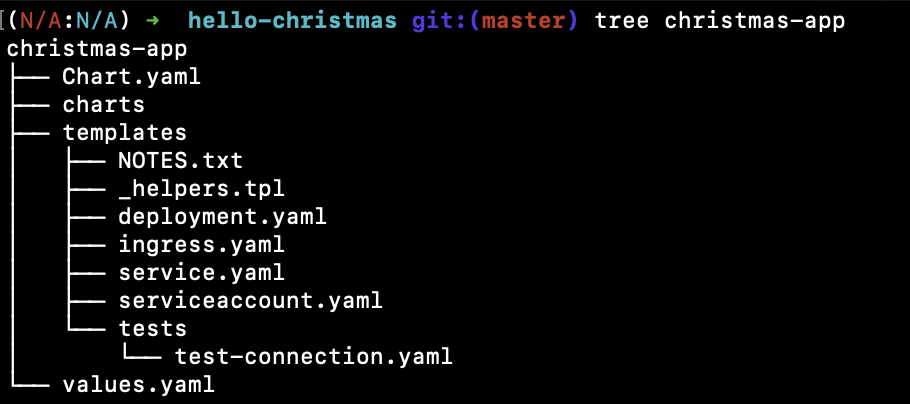 (N/A:N/A) ➜  hello-christmas git:(master) tree christmas-app
christmas-app
├── Chart.yaml
├── charts
├── templates
│   ├── NOTES.txt
│   ├── _helpers.tpl
│   ├── deployment.yaml
│   ├── ingress.yaml
│   ├── service.yaml
│   ├── serviceaccount.yaml
│   └── tests
│       └── test-connection.yaml
└── values.yaml